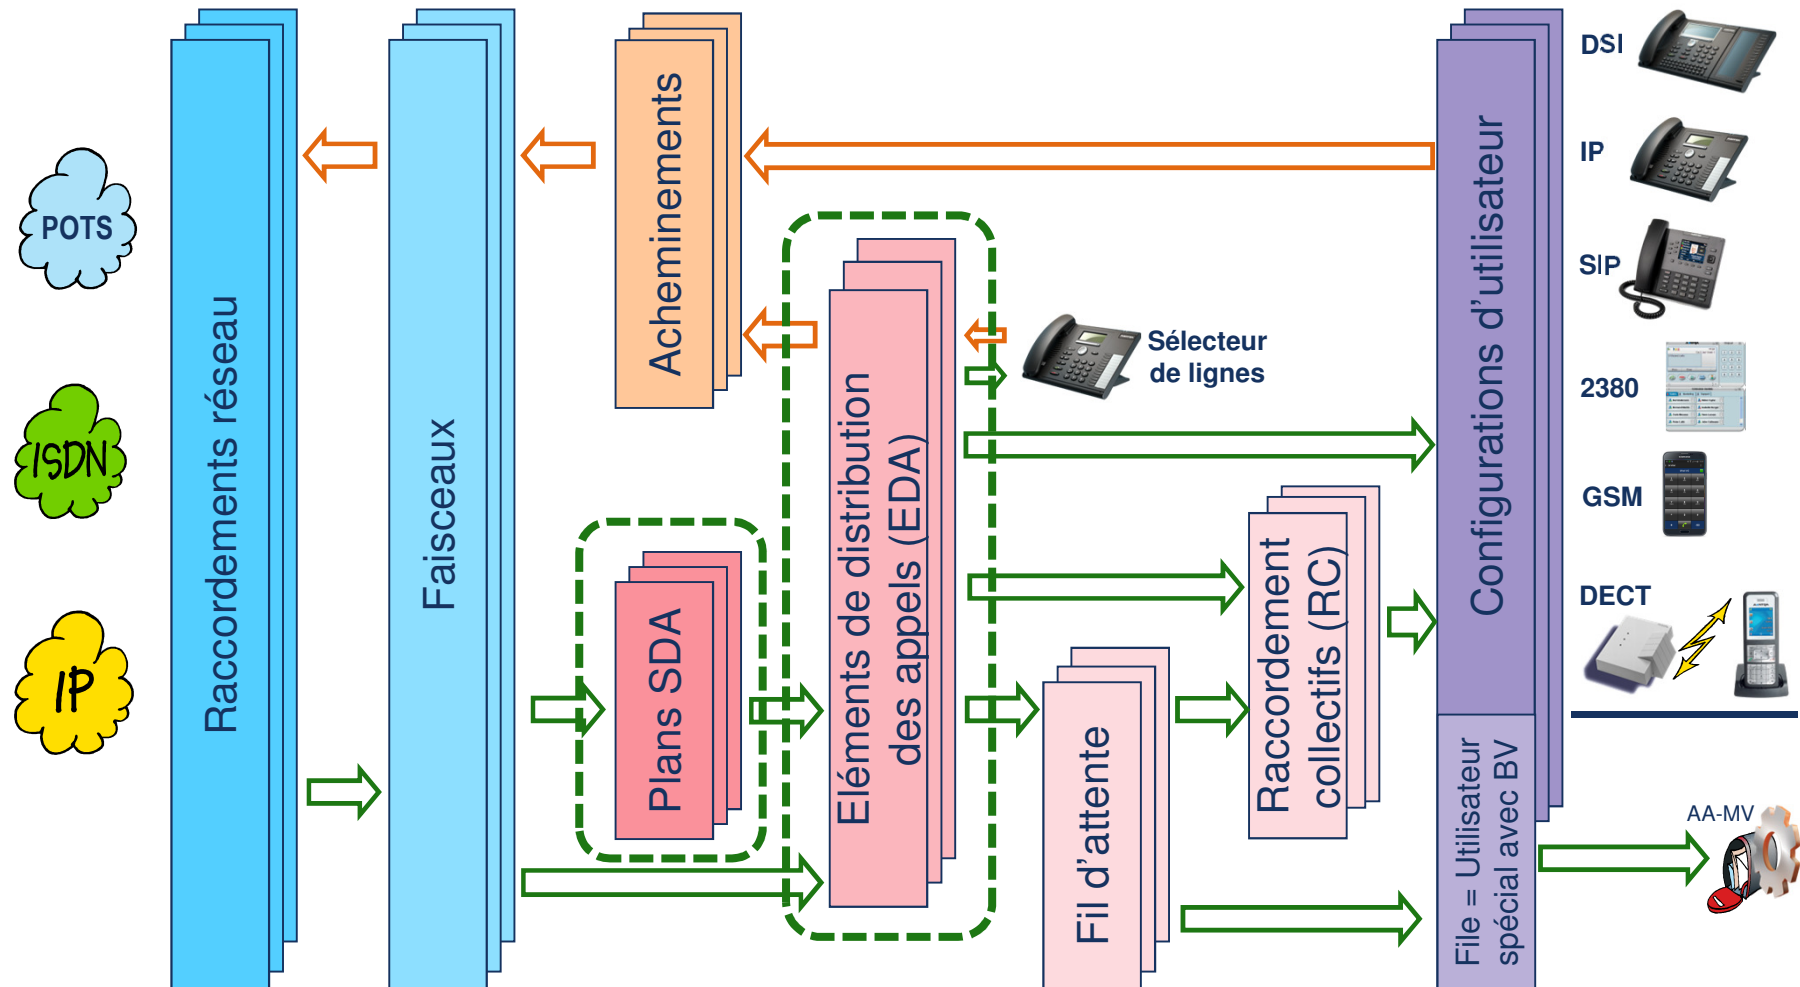 POTS
ISDN
IP
Raccordements réseau
Faisceaux
Acheminements
Plans SDA
Eléments de distribution
des appels (EDA)
Sélecteur
de lignes
Fil d'attente
Raccordement
collectifs (RC)
Configurations d'utilisateur
File = Utilisateur
spécial avec BV
DSI
IP
SIP
2380
GSM
DECT
AA-MV